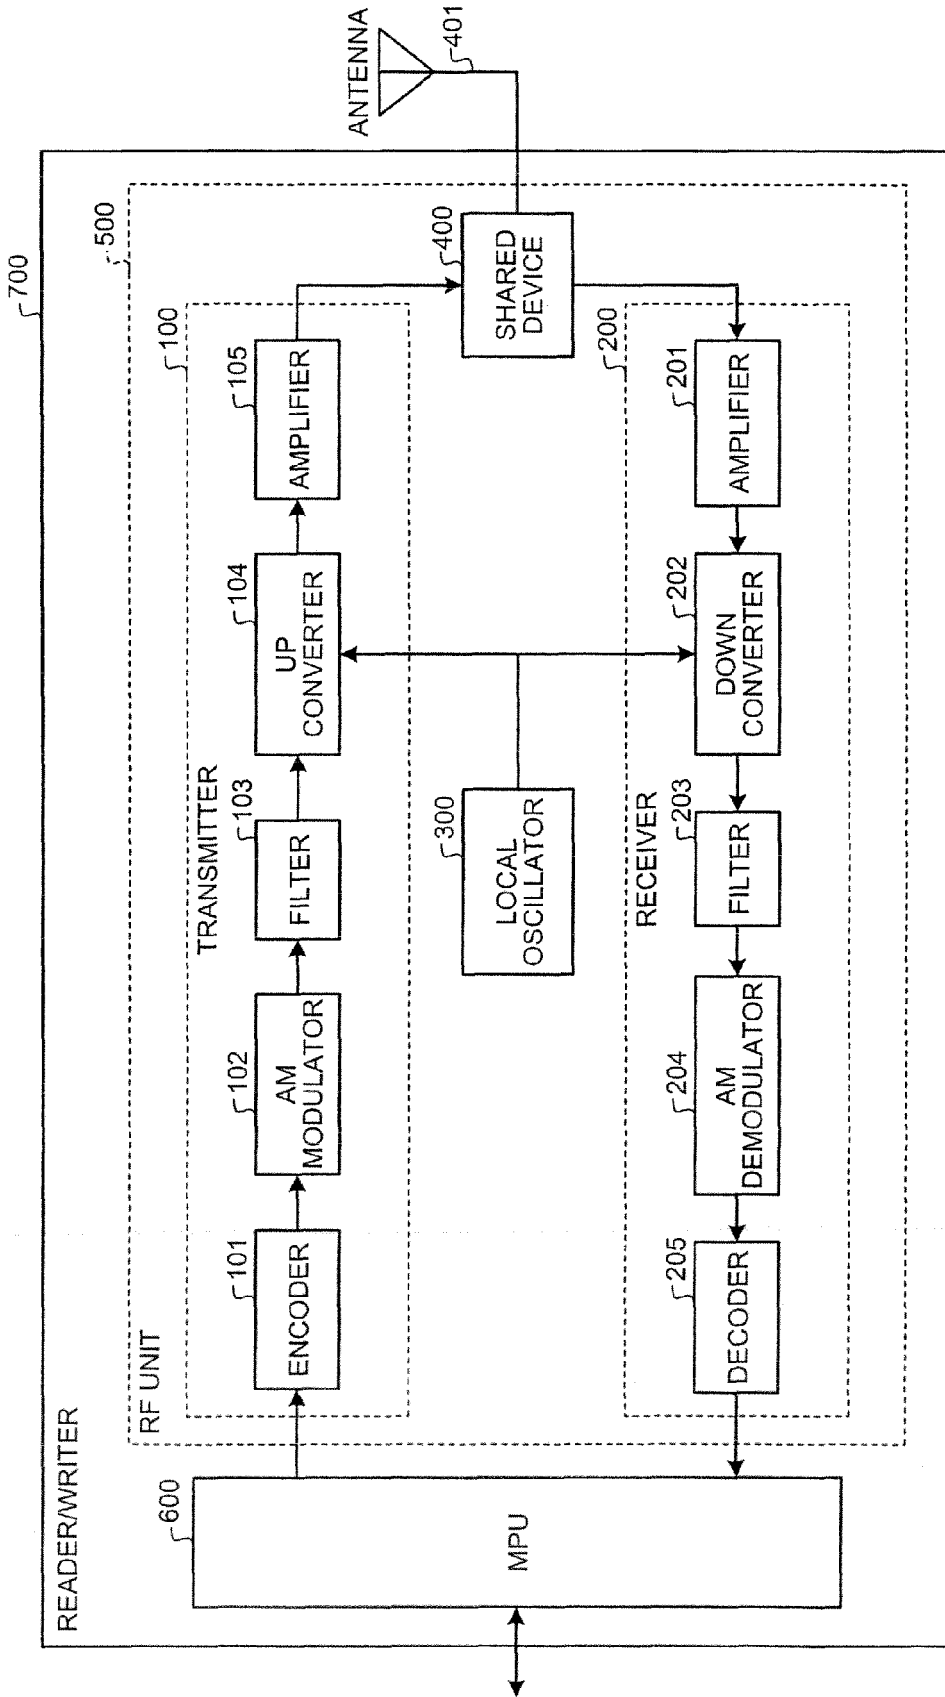 READER/WRITER
700
RF UNIT
500
TRANSMITTER
100
ENCODER
101
AM
MODULATOR
102
FILTER
103
UP
CONVERTER
104
AMPLIFIER
105
MPU
600
LOCAL
OSCILLATOR
300
SHARED
DEVICE
400
ANTENNA
401
RECEIVER
200
DECODER
205
AM
DEMODULATOR
204
FILTER
203
DOWN
CONVERTER
202
AMPLIFIER
201